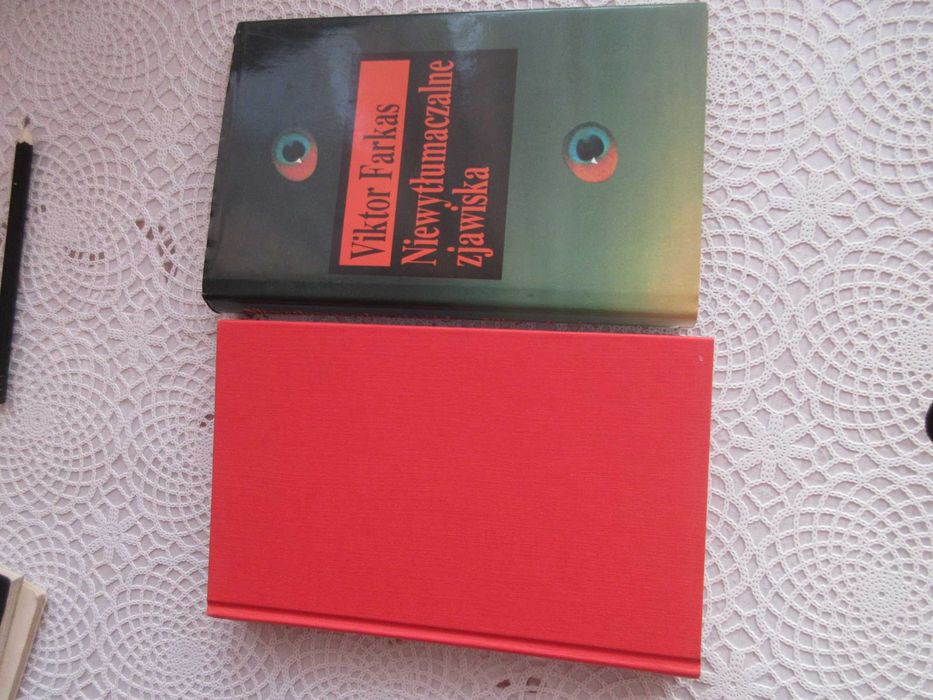 Viktor Farkas
Niewytłumaczalne
zjawiska